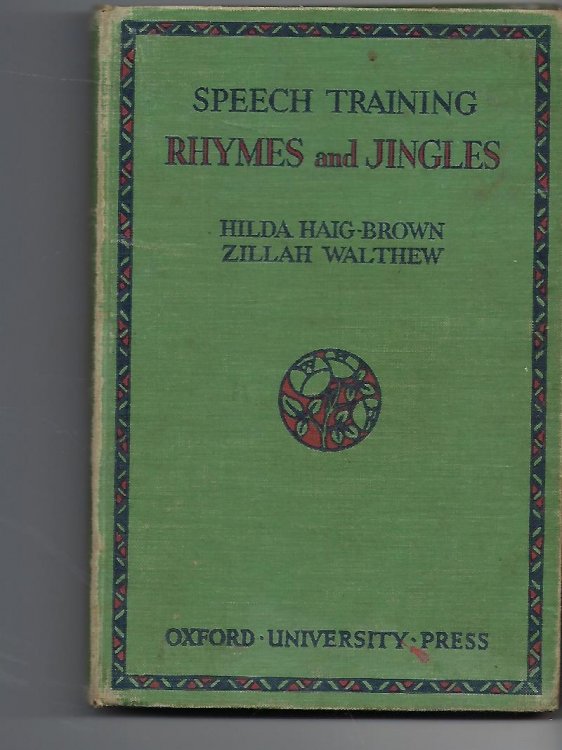 SPEECH TRAINING
RHYMES and JINGLES
HILDA HAIG-BROWN
ZILLAH WALTHEW
OXFORD · UNIVERSITY · PRESS